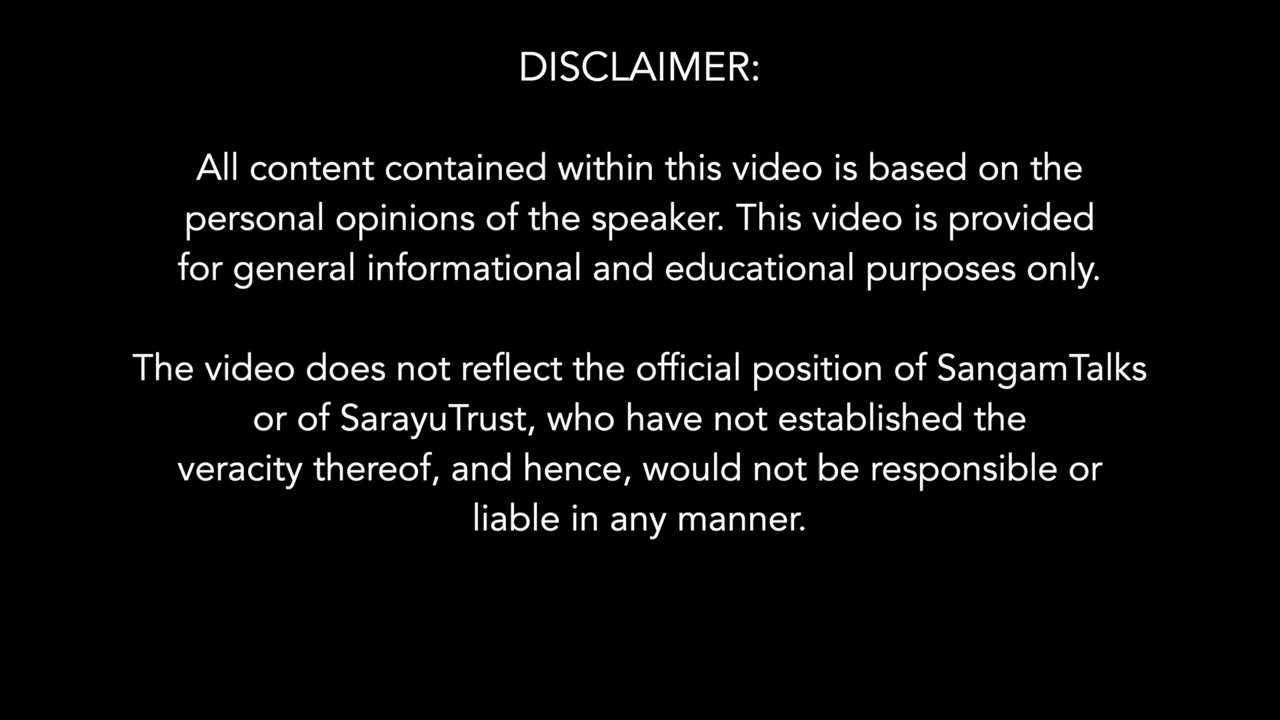 DISCLAIMER:
All content contained within this video is based on the
personal opinions of the speaker. This video is provided
for general informational and educational purposes only.
The video does not reflect the official position of SangamTalks
or of SarayuTrust, who have not established the
veracity thereof, and hence, would not be responsible or
liable in any manner.